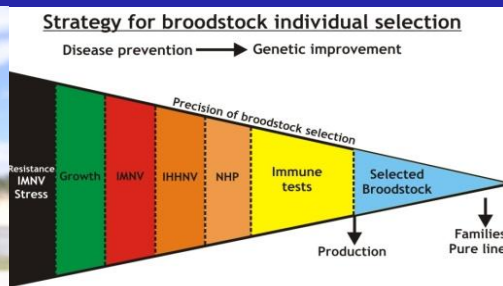 Strategy for broodstock individual selection
Disease prevention
Genetic improvement
Precision of broodstock selection
Resistance
IMNV
Stress
Growth
IMNV
IHHNV
NHP
Immune
tests
Selected
Broodstock
Production
Families
Pure line